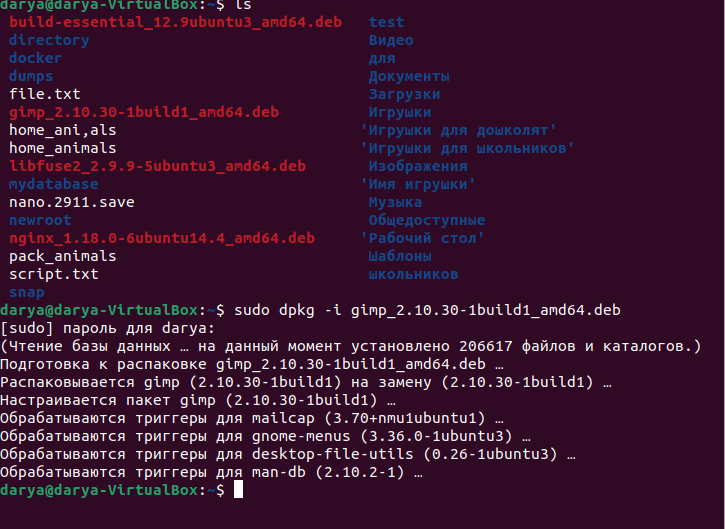 darya@darya-VirtualBox:~$ ls
build-essential_12.9ubuntu3_amd64.deb   test
directory                               Видео
docker                                  для
dumps                                   Документы
file.txt                                Загрузки
gimp_2.10.30-1build1_amd64.deb          Игрушки
home_ani,als                           'Игрушки для дошколят'
home_animals                           'Игрушки для школьников'
libfuse2_2.9.9-5ubuntu3_amd64.deb       Изображения
mydatabase                             'Имя игрушки'
nano.2911.save                          Музыка
newroot                                 Общедоступные
nginx_1.18.0-6ubuntu14.4_amd64.deb     'Рабочий стол'
pack_animals                            Шаблоны
script.txt                              школьников
snap
darya@darya-VirtualBox:~$ sudo dpkg -i gimp_2.10.30-1build1_amd64.deb
[sudo] пароль для darya:
(Чтение базы данных … на данный момент установлено 206617 файлов и каталогов.)
Подготовка к распаковке gimp_2.10.30-1build1_amd64.deb …
Распаковывается gimp (2.10.30-1build1) на замену (2.10.30-1build1) …
Настраивается пакет gimp (2.10.30-1build1) …
Обрабатываются триггеры для mailcap (3.70+nmu1ubuntu1) …
Обрабатываются триггеры для gnome-menus (3.36.0-1ubuntu3) …
Обрабатываются триггеры для desktop-file-utils (0.26-1ubuntu3) …
Обрабатываются триггеры для man-db (2.10.2-1) …
darya@darya-VirtualBox:~$